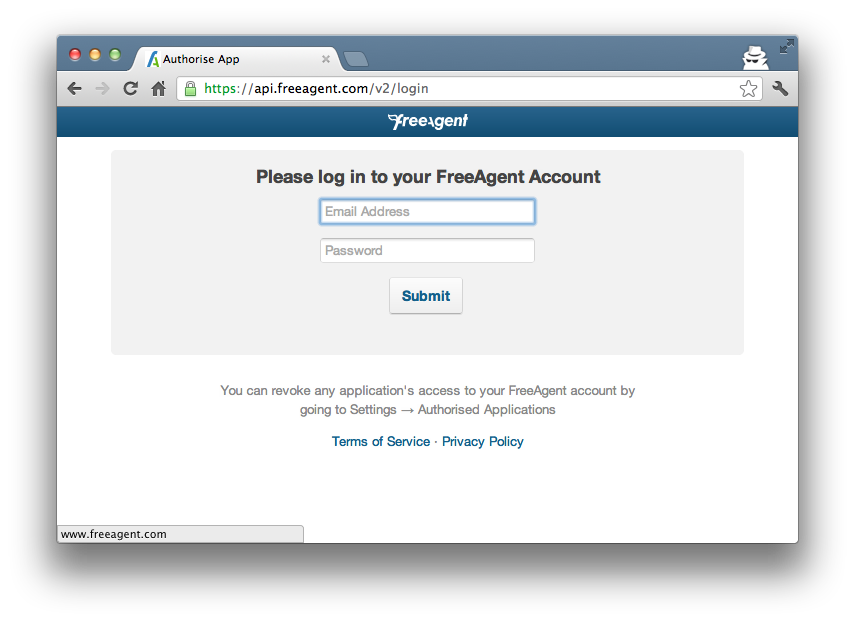 Authorise App
https://api.freeagent.com/v2/login
freeagent
Please log in to your FreeAgent Account
Email Address
Password
Submit
You can revoke any application's access to your FreeAgent account by
going to Settings → Authorised Applications
Terms of Service · Privacy Policy
www.freeagent.com